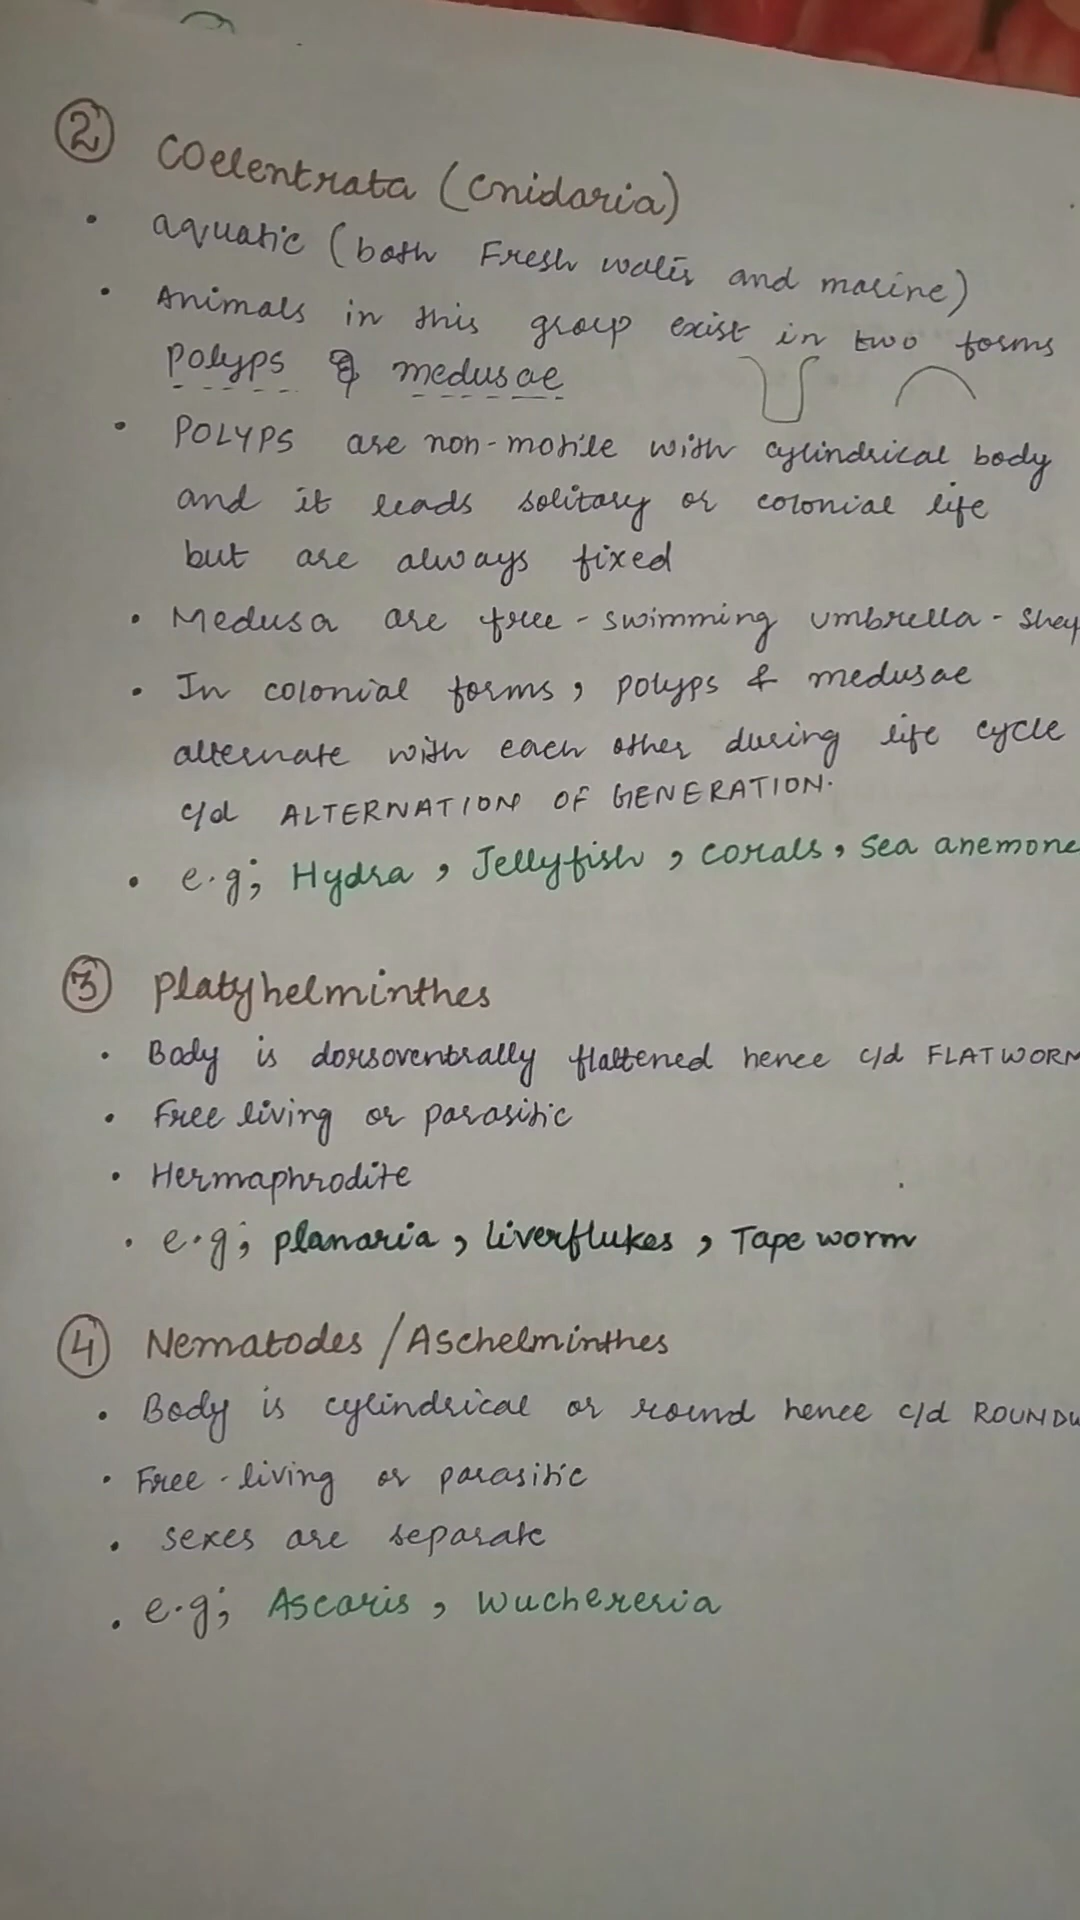 ② Coelentrata (Cnidaria)
• aquatic (both Fresh water and marine)
• Animals in this group exist in two forms
Polyps & medusae
• POLYPS are non-motile with cylindrical body
and it leads solitary or colonial life
but are always fixed
• Medusa are free-swimming umbrella-
• In colonial forms, polyps & medusae
alternate with each other during life cycle
c/d ALTERNATION OF GENERATION.
• e.g; Hydra, Jellyfish, corals, Sea anemone
③ Platyhelminthes
• Body is dorsoventrally flattened hence c/d FLATWORM
• Free living or parasitic
• Hermaphrodite
• e.g; planaria, liverflukes, Tape worm
④ Nematodes/Aschelminthes
• Body is cylindrical or round hence c/d
• Free-living or parasitic
• sexes are separate
• e.g; Ascaris, Wuchereria